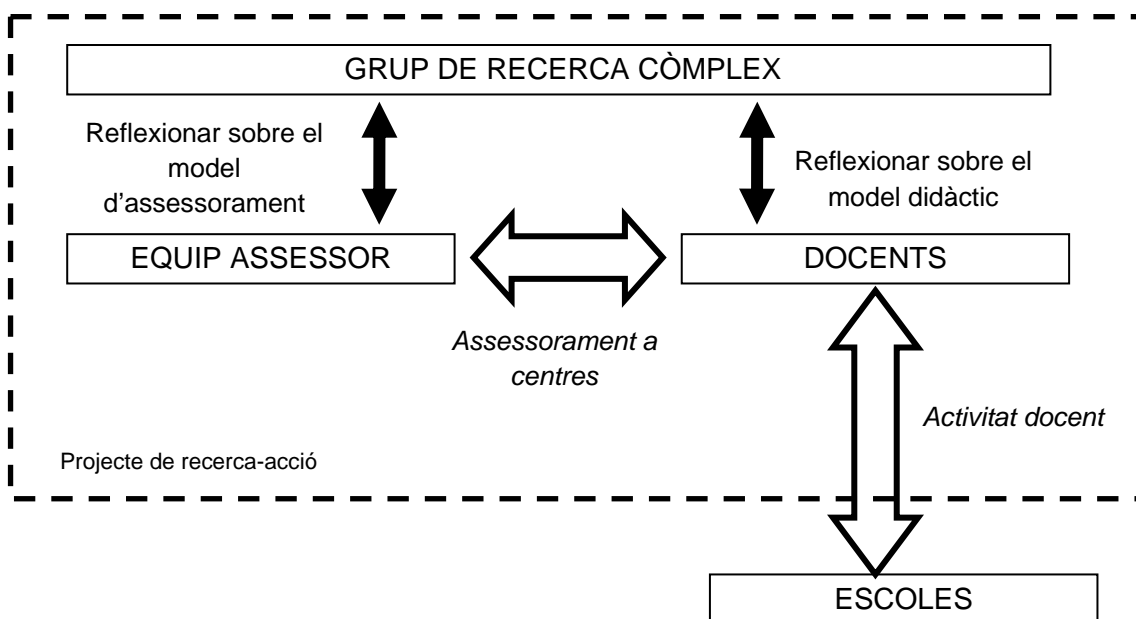 GRUP DE RECERCA CÒMPLEX
Reflexionar sobre el
model
d'assessorament
Reflexionar sobre el
model didàctic
EQUIP ASSESSOR
DOCENTS
Assessorament a
centres
Activitat docent
Projecte de recerca-acció
ESCOLES